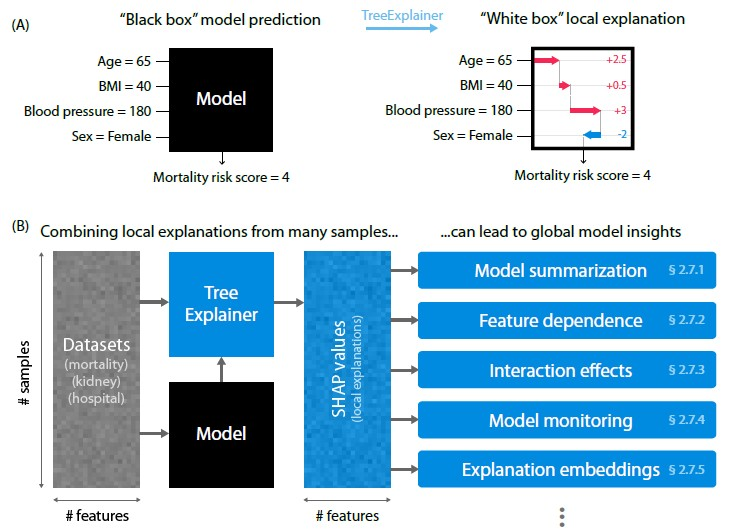 (A)
"Black box" model prediction
TreeExplainer
"White box" local explanation
Age = 65
BMI = 40
Blood pressure = 180
Sex = Female
Model
Mortality risk score = 4
Age = 65
+2.5
BMI = 40
+0.5
Blood pressure = 180
+3
Sex = Female
-2
Mortality risk score = 4
(B)
Combining local explanations from many samples...
...can lead to global model insights
# samples
Datasets
(mortality)
(kidney)
(hospital)
# features
Tree
Explainer
Model
SHAP values
(local explanations)
# features
Model summarization § 2.7.1
Feature dependence § 2.7.2
Interaction effects § 2.7.3
Model monitoring § 2.7.4
Explanation embeddings § 2.7.5